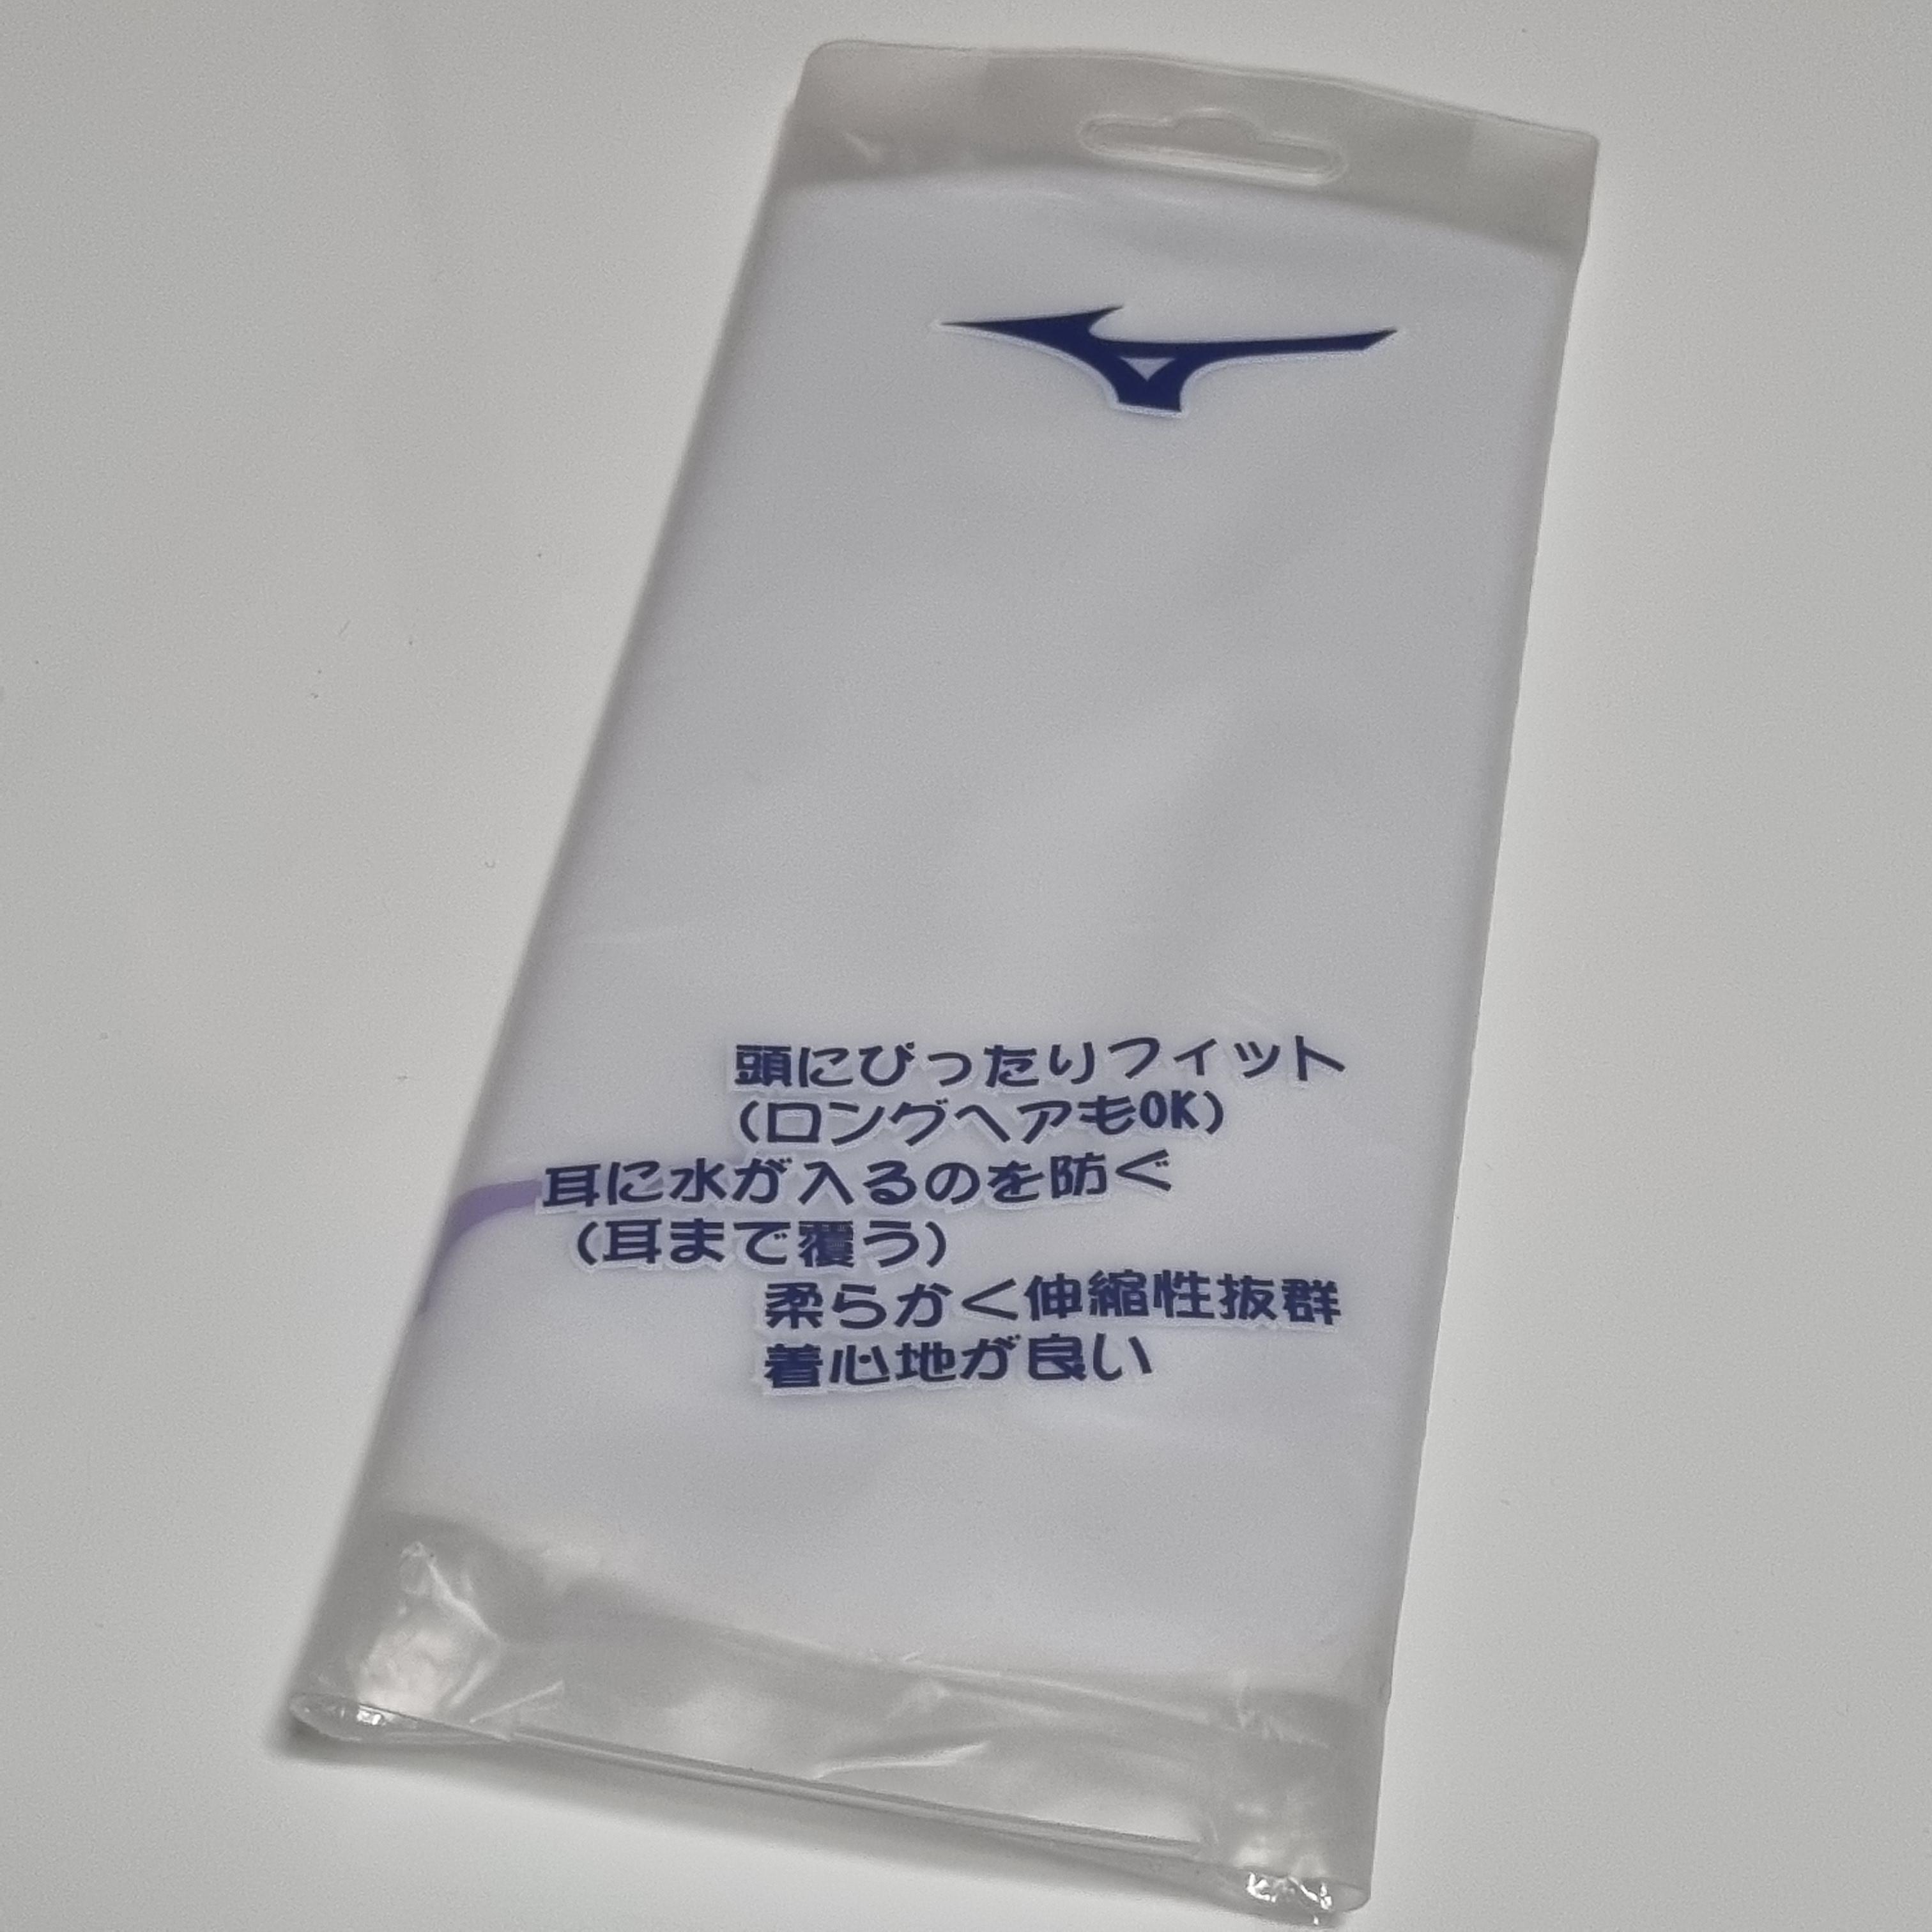 頭にぴったりフィット
(ロングヘアもOK)
耳に水が入るのを防ぐ
(耳まで覆う)
柔らかく伸縮性抜群
着心地が良い